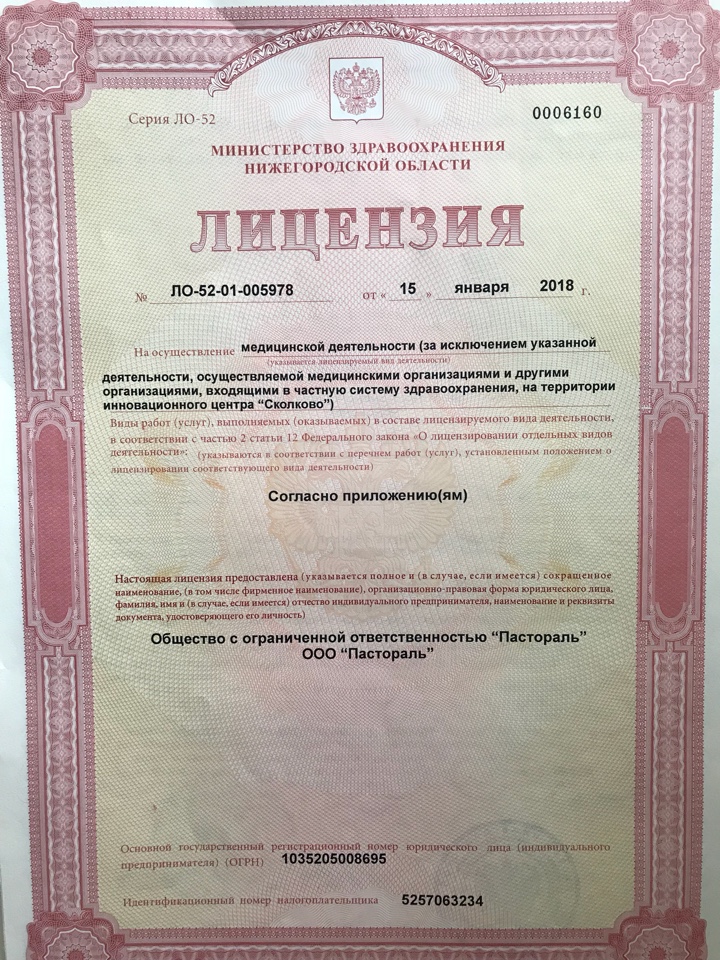 Серия ЛО-52
0006160
МИНИСТЕРСТВО ЗДРАВООХРАНЕНИЯ
НИЖЕГОРОДСКОЙ ОБЛАСТИ
ЛИЦЕНЗИЯ
№ ЛО-52-01-005978 от « 15 » января 2018 г.
На осуществление медицинской деятельности (за исключением указанной
(указывается лицензируемый вид деятельности)
деятельности, осуществляемой медицинскими организациями и другими
организациями, входящими в частную систему здравоохранения, на территории
инновационного центра “Сколково”)
Виды работ (услуг), выполняемых (оказываемых) в составе лицензируемого вида деятельности,
в соответствии с частью 2 статьи 12 Федерального закона «О лицензировании отдельных видов
деятельности»: (указываются в соответствии с перечнем работ (услуг), установленным положением о
лицензировании соответствующего вида деятельности)
Согласно приложению(ям)
Настоящая лицензия предоставлена (указывается полное и (в случае, если имеется) сокращенное
наименование, (в том числе фирменное наименование), организационно-правовая форма юридического лица,
фамилия, имя и (в случае, если имеется) отчество индивидуального предпринимателя, наименование и реквизиты
документа, удостоверяющего его личность)
Общество с ограниченной ответственностью “Пастораль”
ООО “Пастораль”
Основной государственный регистрационный номер юридического лица (индивидуального
предпринимателя) (ОГРН) 1035205008695
Идентификационный номер налогоплательщика 5257063234